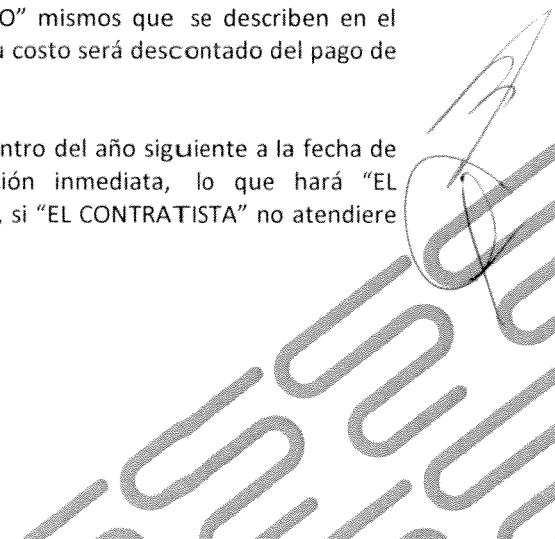 O” mismos que se describen en el
costo será descontado del pago de
ntro del año siguiente a la fecha de
ción inmediata, lo que hará “EL
, si “EL CONTRATISTA” no atendiere